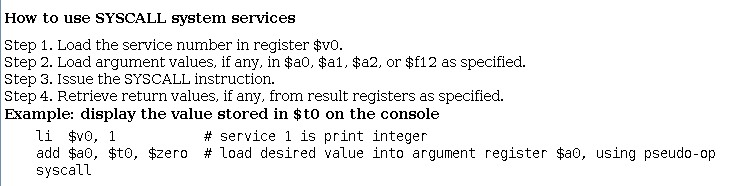 How to use SYSCALL system services
Step 1. Load the service number in register $v0.
Step 2. Load argument values, if any, in $a0, $a1, $a2, or $f12 as specified.
Step 3. Issue the SYSCALL instruction.
Step 4. Retrieve return values, if any, from result registers as specified.
Example: display the value stored in $t0 on the console
li  $v0, 1           # service 1 is print integer
add $a0, $t0, $zero  # load desired value into argument register $a0, using pseudo-op
syscall